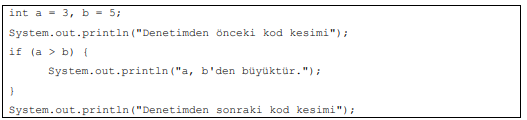 int a = 3, b = 5;
System.out.println("Denetimden önceki kod kesimi");
if (a > b) {
System.out.println("a, b'den büyüktür.");
}
System.out.println("Denetimden sonraki kod kesimi");